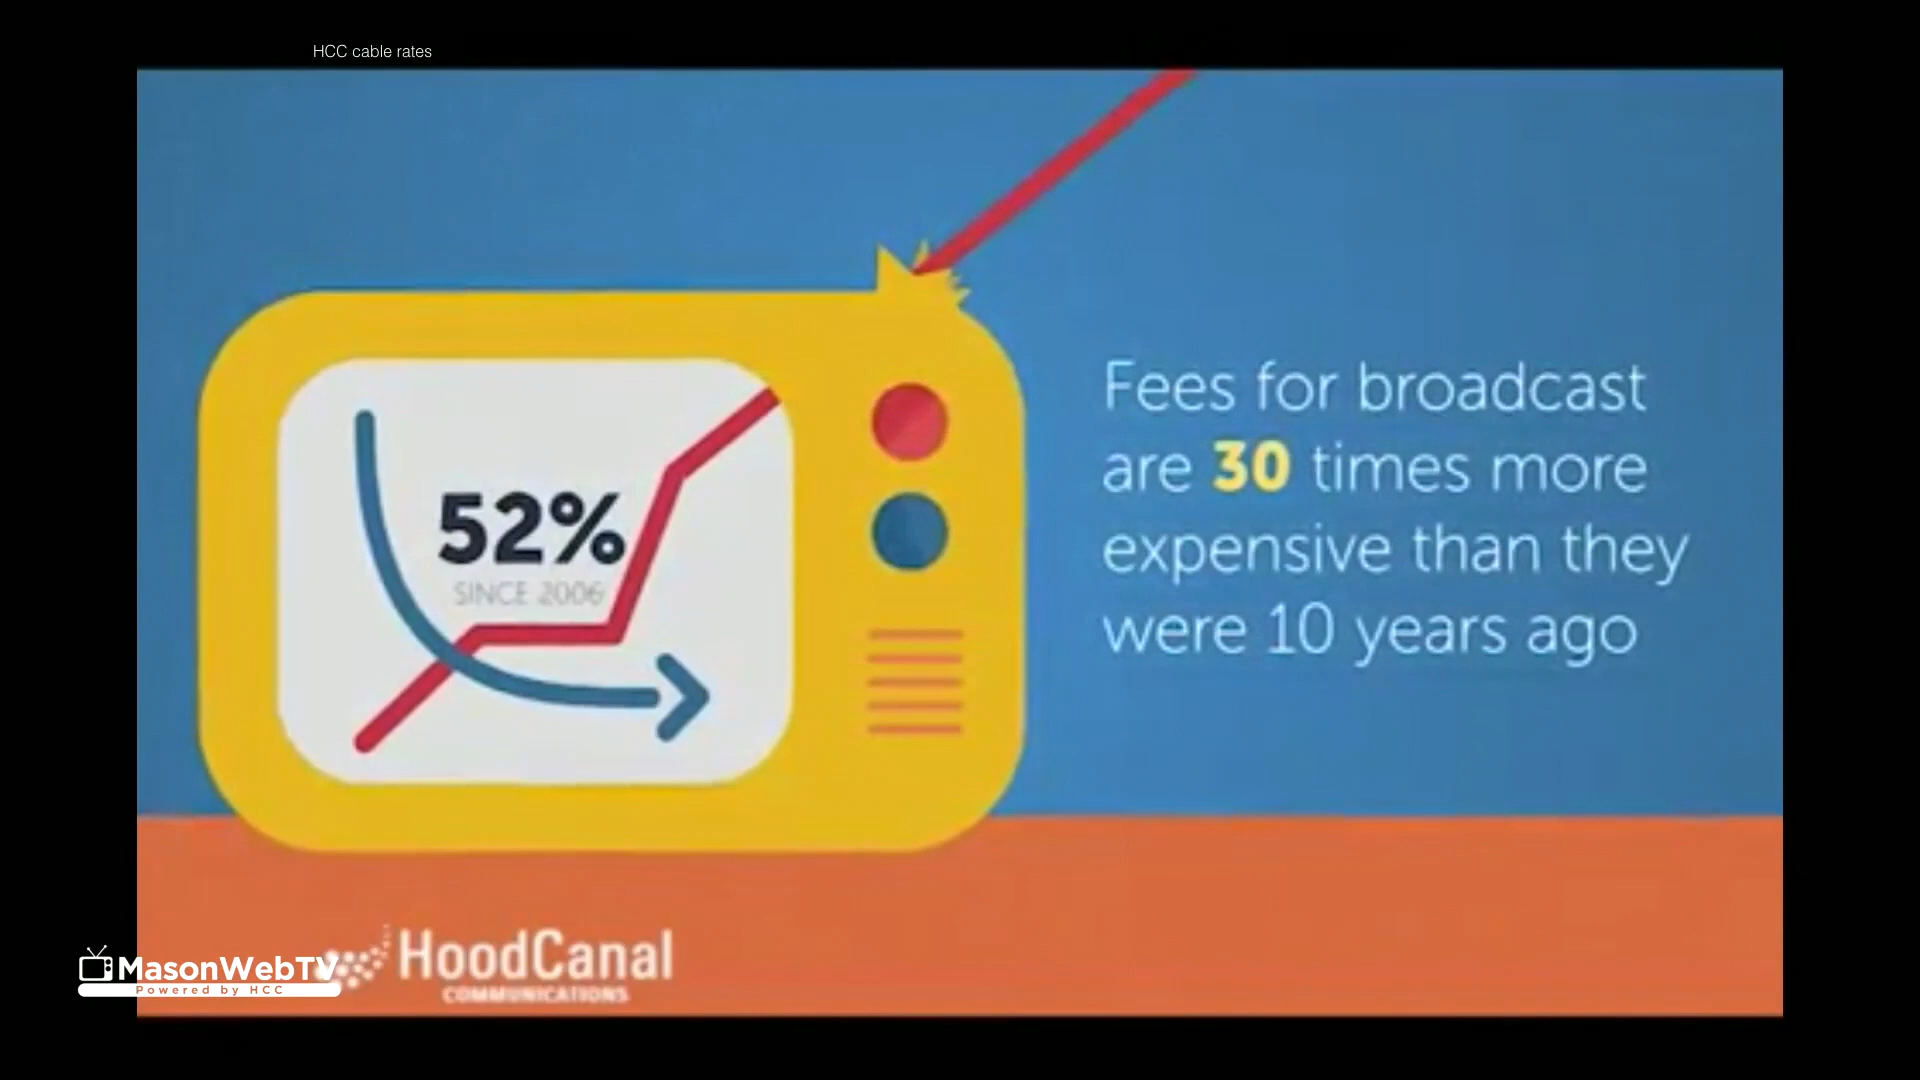 HCC cable rates
52%
SINCE 2006
Fees for broadcast
are 30 times more
expensive than they
were 10 years ago
HoodCanal
COMMUNICATIONS
MasonWebTV
Powered by HCC